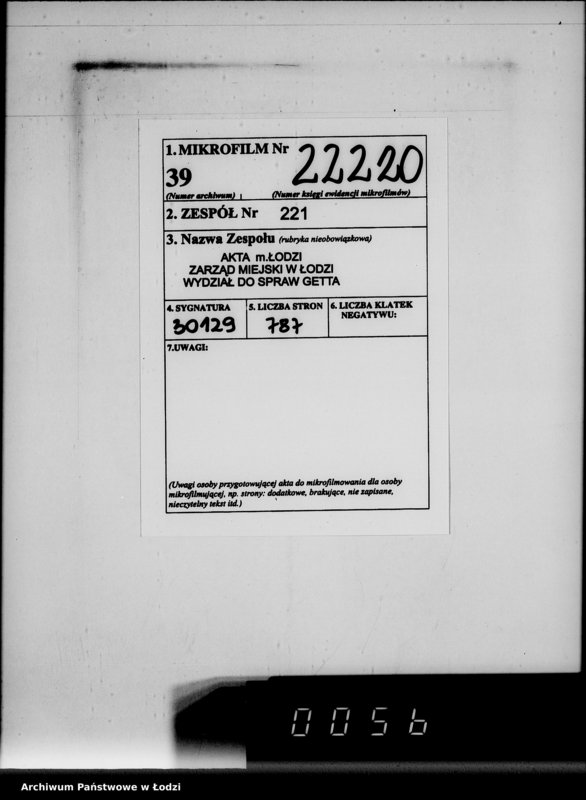 1. MIKROFILM Nr 22220
39
(Numer archiwum) (Numer księgi ewidencji mikrofilmów)
2. ZESPÓŁ Nr 221
3. Nazwa Zespołu (rubryka nieobowiązkowa)
AKTA m.ŁODZI
ZARZĄD MIEJSKI W ŁODZI
WYDZIAŁ DO SPRAW GETTA
4. SYGNATURA 5. LICZBA STRON 6. LICZBA KLATEK
NEGATYWU:
30129 787
7.UWAGI:
(Uwagi osoby przygotowującej akta do mikrofilmowania dla osoby
mikrofilmującej, np. strony: dodatkowe, brakujące, nie zapisane,
nieczytelny tekst itd.)
0056
Archiwum Państwowe w Łodzi